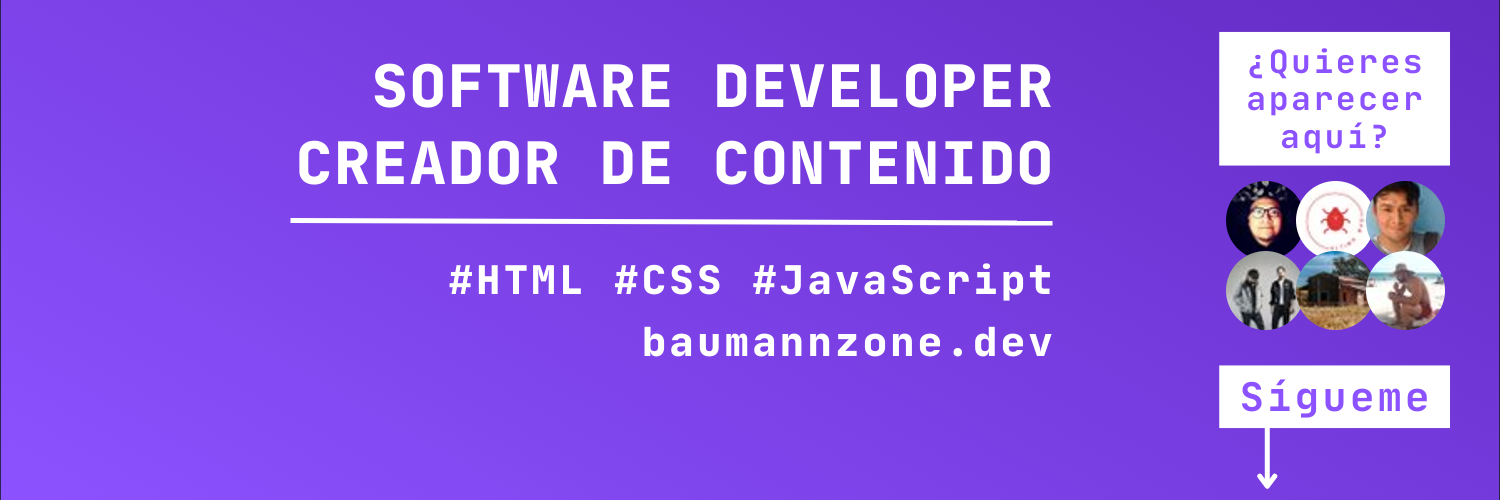 SOFTWARE DEVELOPER
CREADOR DE CONTENIDO
#HTML #CSS #JavaScript
baumannzone.dev
¿Quieres
aparecer
aquí?
Sígueme